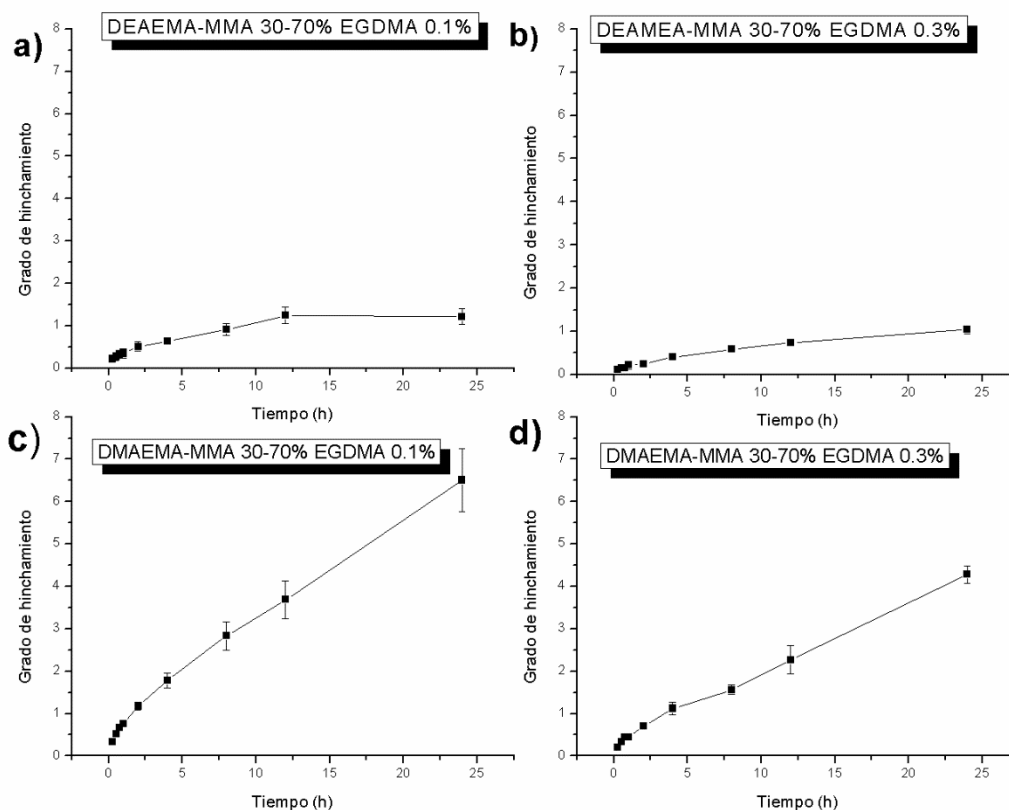 a)
DEAEMA-MMA 30-70% EGDMA 0.1%
Grado de hinchamiento
8
7
6
5
4
3
2
1
0
0 5 10 15 20 25
Tiempo (h)
b)
DEAMEA-MMA 30-70% EGDMA 0.3%
Grado de hinchamiento
8
7
6
5
4
3
2
1
0
0 5 10 15 20 25
Tiempo (h)
c)
DMAEMA-MMA 30-70% EGDMA 0.1%
Grado de hinchamiento
8
7
6
5
4
3
2
1
0
0 5 10 15 20 25
Tiempo (h)
d)
DMAEMA-MMA 30-70% EGDMA 0.3%
Grado de hinchamiento
8
7
6
5
4
3
2
1
0
0 5 10 15 20 25
Tiempo (h)